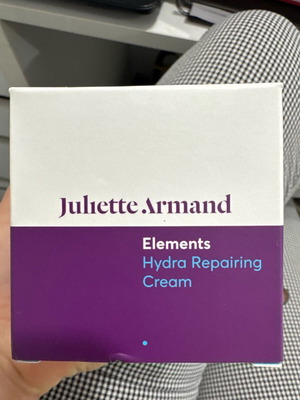 Juliette Armand
Elements
Hydra Repairing
Cream